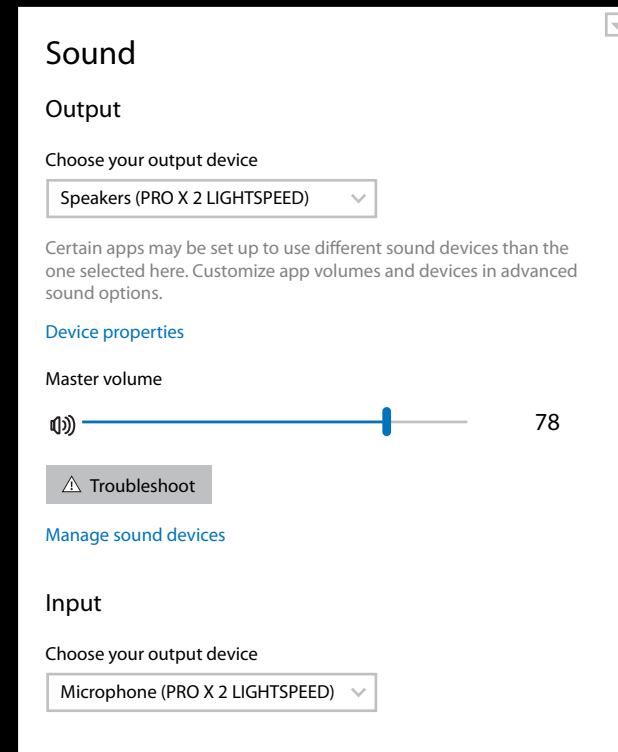 Sound
Output
Choose your output device
Speakers (PRO X 2 LIGHTSPEED)
Certain apps may be set up to use different sound devices than the
one selected here. Customize app volumes and devices in advanced
sound options.
Device properties
Master volume
78
Troubleshoot
Manage sound devices
Input
Choose your output device
Microphone (PRO X 2 LIGHTSPEED)